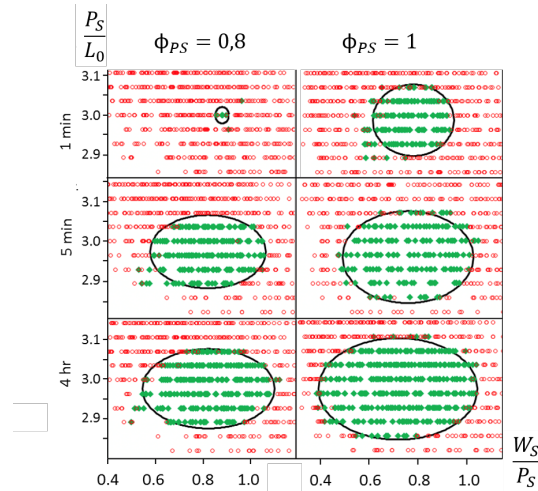 P_S/L_0
ϕ_PS = 0,8
ϕ_PS = 1
3.1
3.0
2.9
1 min
3.1
3.0
2.9
5 min
3.1
3.0
2.9
4 hr
0.4 0.6 0.8 1.0 0.4 0.6 0.8 1.0
W_S/P_S